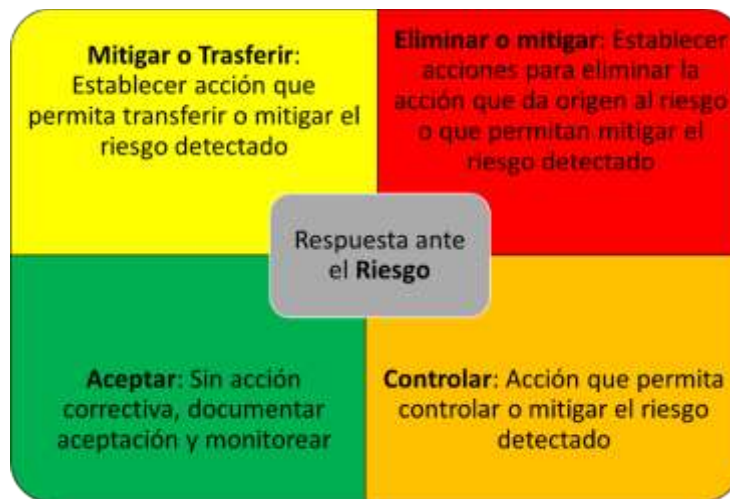 Mitigar o Trasferir:
Establecer acción que
permita transferir o mitigar el
riesgo detectado
Eliminar o mitigar: Establecer
acciones para eliminar la
acción que da origen al riesgo
o que permitan mitigar el
riesgo detectado
Respuesta ante
el Riesgo
Aceptar: Sin acción
correctiva, documentar
aceptación y monitorear
Controlar: Acción que permita
controlar o mitigar el riesgo
detectado